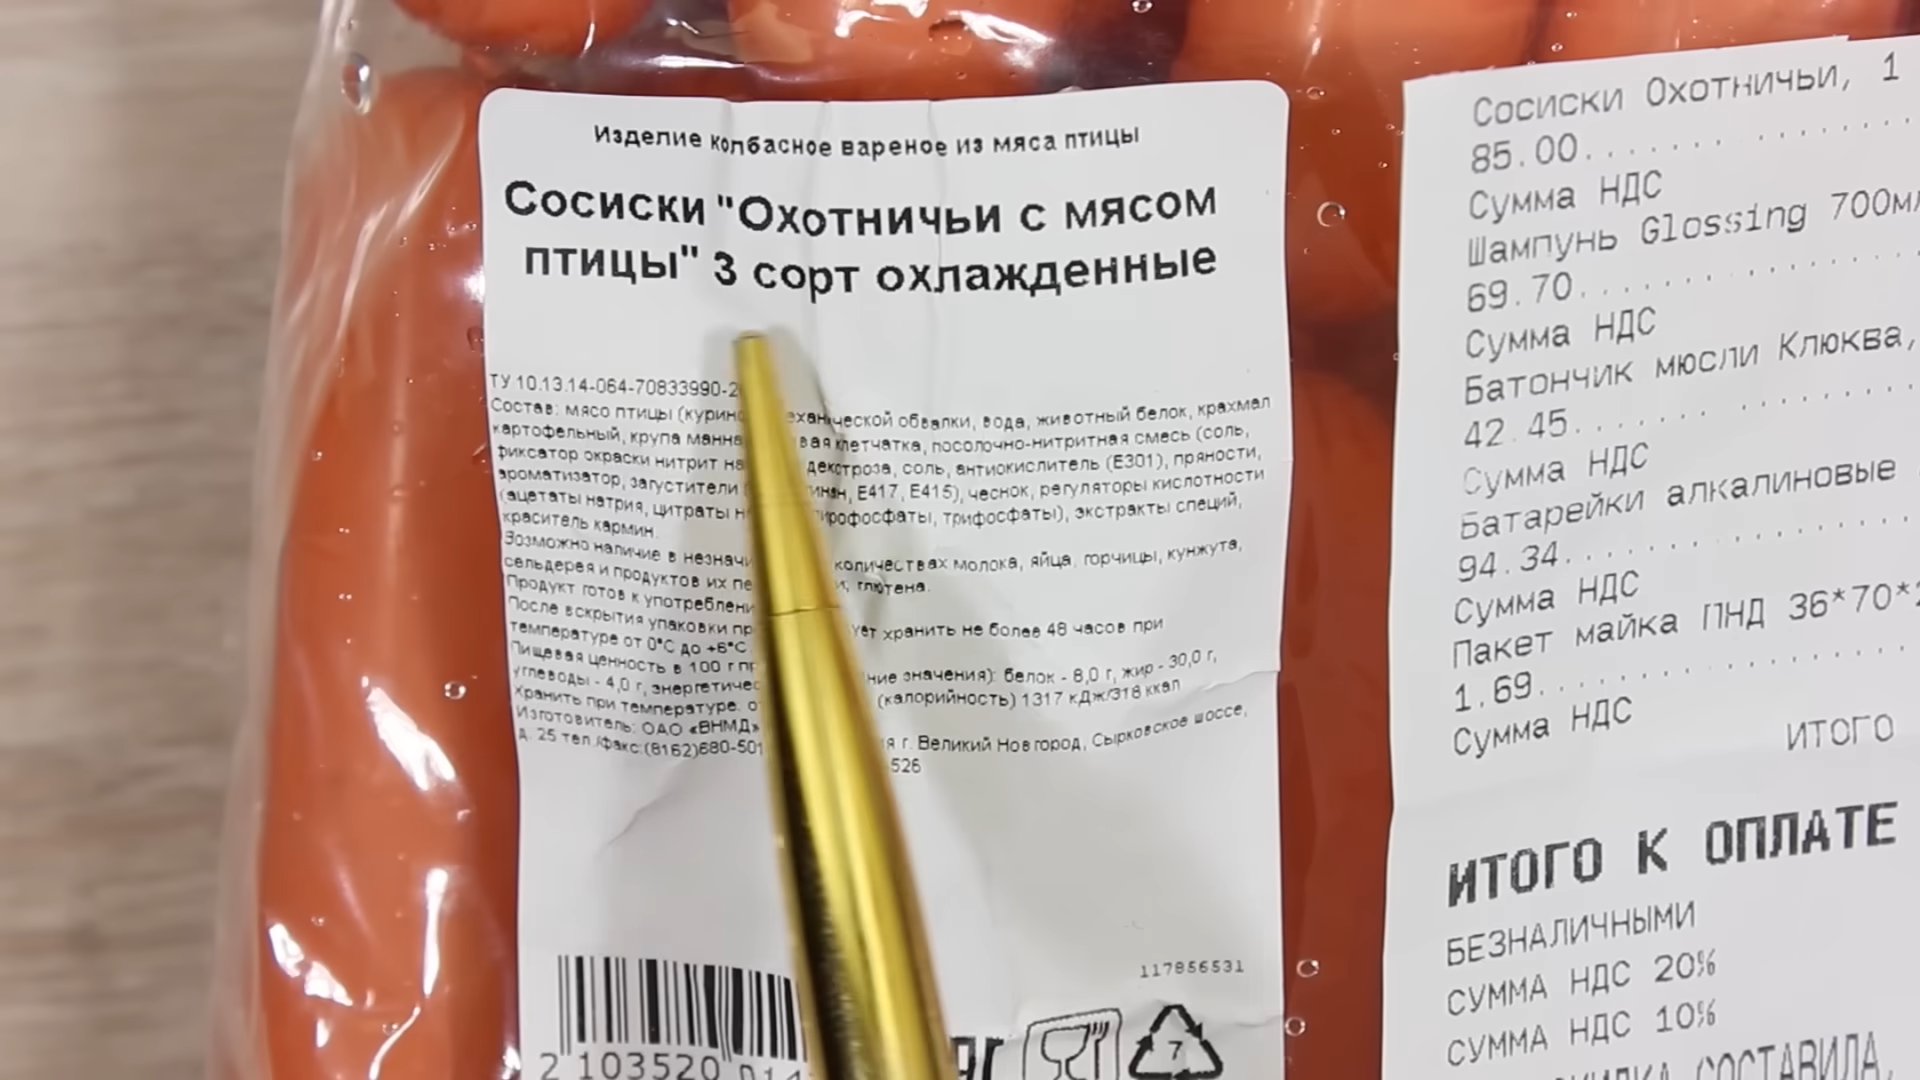 Изделие колбасное вареное из мяса птицы
Сосиски "Охотничьи с мясом
птицы" 3 сорт охлажденные
ТУ 10.13.14-064-70833990-2
Состав: мясо птицы (курино механической обвалки, вода, животный белок, крахмал
картофельный, крупа манна вая клетчатка, посолочно-нитритная смесь (соль,
фиксатор окраски нитрит на декстроза, соль, антиокислитель (E301), пряности,
ароматизатор, загустители E417, E415), чеснок, регуляторы кислотности
(ацетаты натрия, цитраты н пирофосфаты, трифосфаты), экстракты специй,
краситель кармин.
Возможно наличие в незначи количествах молока, яйца, горчицы, кунжута,
сельдерея и продуктов их пе и, глютена.
Продукт готов к употреблени
После вскрытия упаковки пр ует хранить не более 48 часов при
температуре от 0°С до +6°С
Пищевая ценность в 100 г пр ние значения): белок - 8,0 г, жир - 30,0 г,
углеводы - 4,0 г, энергетичес (калорийность) 1317 кДж/318 ккал
Хранить при температуре. о
Изготовитель: ОАО «ВНМД» я г. Великий Новгород, Сырковское шоссе,
д. 25 тел./факс:(8162)680-501 526
117856531
2 103520 014
7
Сосиски Охотничьи, 1
85.00..........
Сумма НДС
Шампунь Glossing 700мл
69.70..........
Сумма НДС
Батончик мюсли Клюква,
42.45..........
Сумма НДС
Батарейки алкалиновые
94.34..........
Сумма НДС
Пакет майка ПНД 36*70*
1.69..........
Сумма НДС
ИТОГО
ИТОГО К ОПЛАТЕ
БЕЗНАЛИЧНЫМИ
СУММА НДС 20%
СУММА НДС 10%
СКИДКА СОСТАВИЛА,